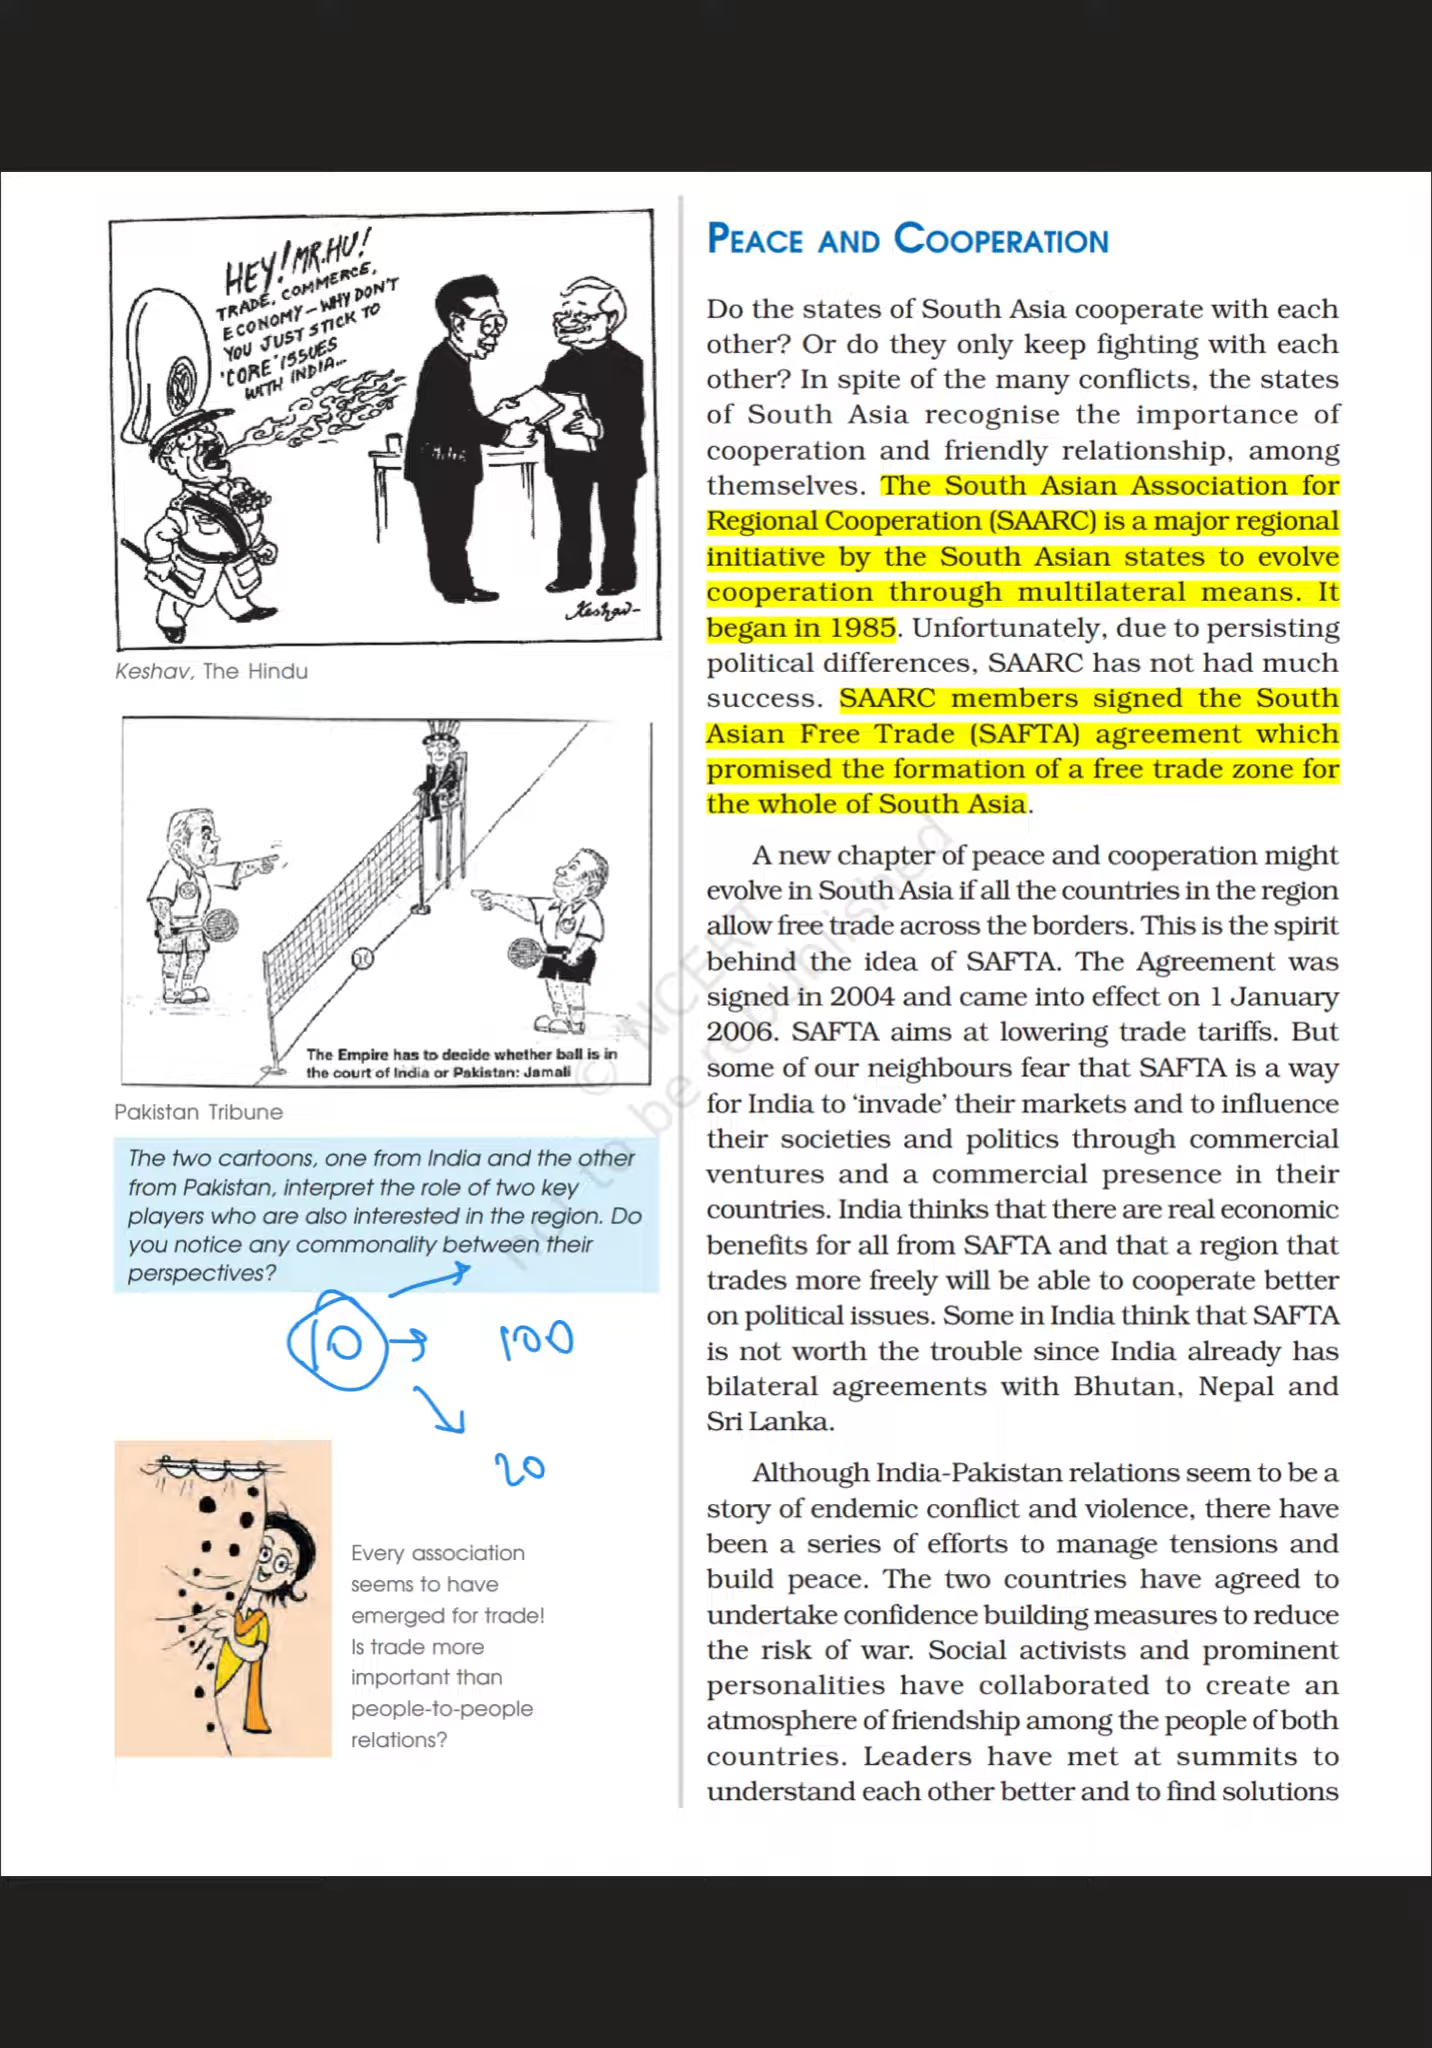 HEY! MR.HU!
TRADE, COMMERCE,
ECONOMY – WHY DON'T
YOU JUST STICK TO
'CORE' ISSUES
WITH INDIA...
Keshav–
Keshav, The Hindu
The Empire has to decide whether ball is in
the court of India or Pakistan: Jamali
Pakistan Tribune
The two cartoons, one from India and the other
from Pakistan, interpret the role of two key
players who are also interested in the region. Do
you notice any commonality between their
perspectives?
10
100
20
Every association
seems to have
emerged for trade!
Is trade more
important than
people-to-people
relations?
PEACE AND COOPERATION
Do the states of South Asia cooperate with each
other? Or do they only keep fighting with each
other? In spite of the many conflicts, the states
of South Asia recognise the importance of
cooperation and friendly relationship, among
themselves. The South Asian Association for
Regional Cooperation (SAARC) is a major regional
initiative by the South Asian states to evolve
cooperation through multilateral means. It
began in 1985. Unfortunately, due to persisting
political differences, SAARC has not had much
success. SAARC members signed the South
Asian Free Trade (SAFTA) agreement which
promised the formation of a free trade zone for
the whole of South Asia.
A new chapter of peace and cooperation might
evolve in South Asia if all the countries in the region
allow free trade across the borders. This is the spirit
behind the idea of SAFTA. The Agreement was
signed in 2004 and came into effect on 1 January
2006. SAFTA aims at lowering trade tariffs. But
some of our neighbours fear that SAFTA is a way
for India to ‘invade’ their markets and to influence
their societies and politics through commercial
ventures and a commercial presence in their
countries. India thinks that there are real economic
benefits for all from SAFTA and that a region that
trades more freely will be able to cooperate better
on political issues. Some in India think that SAFTA
is not worth the trouble since India already has
bilateral agreements with Bhutan, Nepal and
Sri Lanka.
Although India-Pakistan relations seem to be a
story of endemic conflict and violence, there have
been a series of efforts to manage tensions and
build peace. The two countries have agreed to
undertake confidence building measures to reduce
the risk of war. Social activists and prominent
personalities have collaborated to create an
atmosphere of friendship among the people of both
countries. Leaders have met at summits to
understand each other better and to find solutions
© NCERT
not to be republished